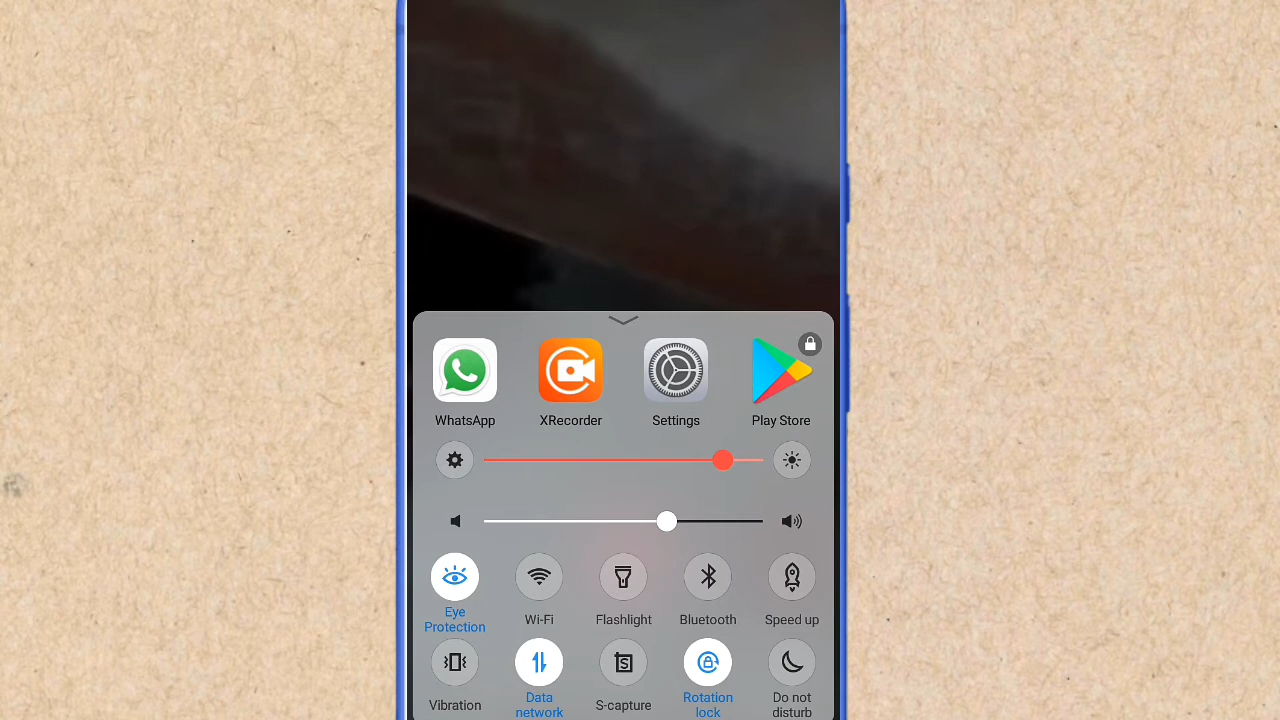 WhatsApp
XRecorder
Settings
Play Store
Eye
Protection
Wi-Fi
Flashlight
Bluetooth
Speed up
Vibration
Data
network
S-capture
Rotation
lock
Do not
disturb